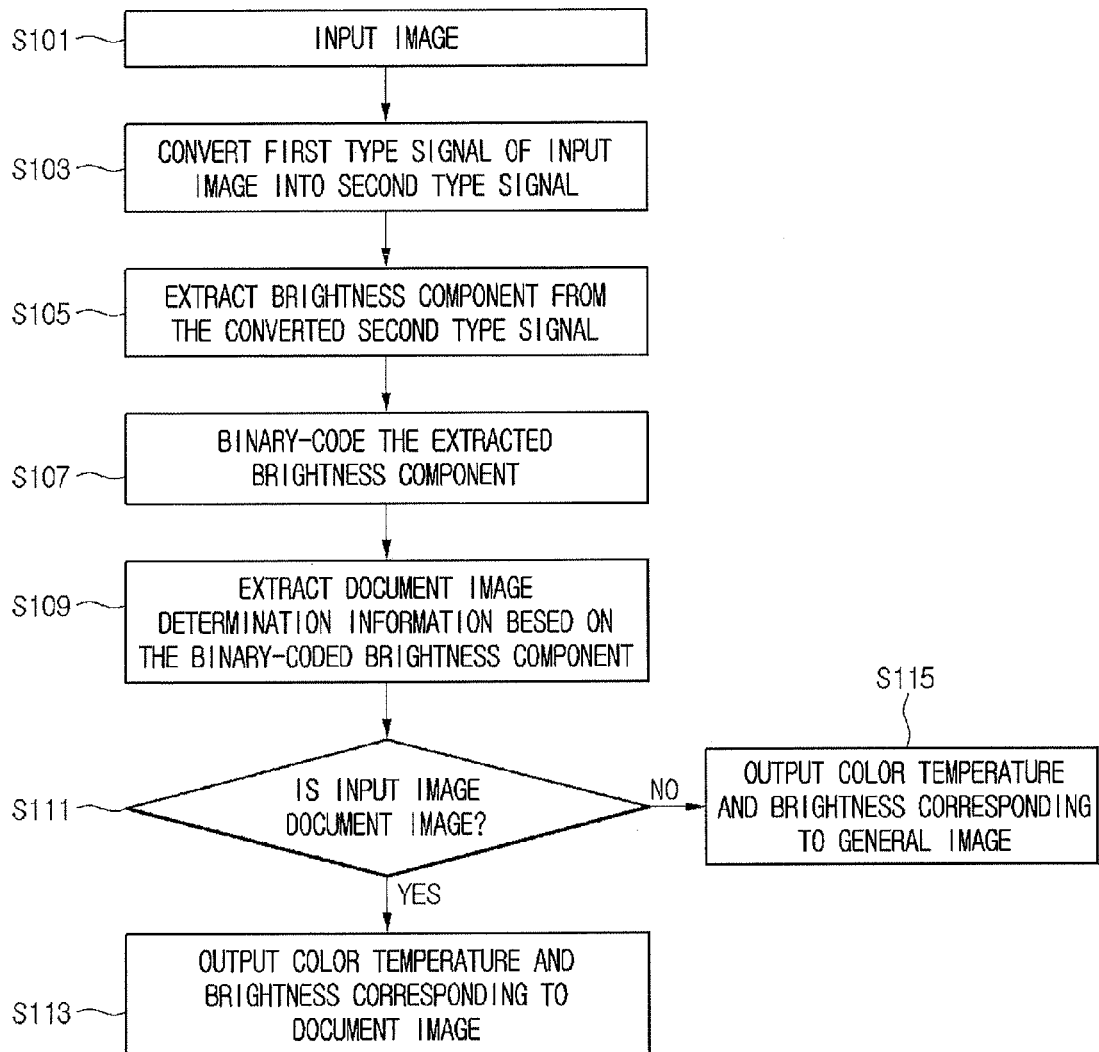 S101
INPUT IMAGE
S103
CONVERT FIRST TYPE SIGNAL OF INPUT
IMAGE INTO SECOND TYPE SIGNAL
S105
EXTRACT BRIGHTNESS COMPONENT FROM
THE CONVERTED SECOND TYPE SIGNAL
S107
BINARY-CODE THE EXTRACTED
BRIGHTNESS COMPONENT
S109
EXTRACT DOCUMENT IMAGE
DETERMINATION INFORMATION BESED ON
THE BINARY-CODED BRIGHTNESS COMPONENT
S111
IS INPUT IMAGE
DOCUMENT IMAGE?
NO
S115
OUTPUT COLOR TEMPERATURE
AND BRIGHTNESS CORRESPONDING
TO GENERAL IMAGE
YES
S113
OUTPUT COLOR TEMPERATURE AND
BRIGHTNESS CORRESPONDING TO
DOCUMENT IMAGE